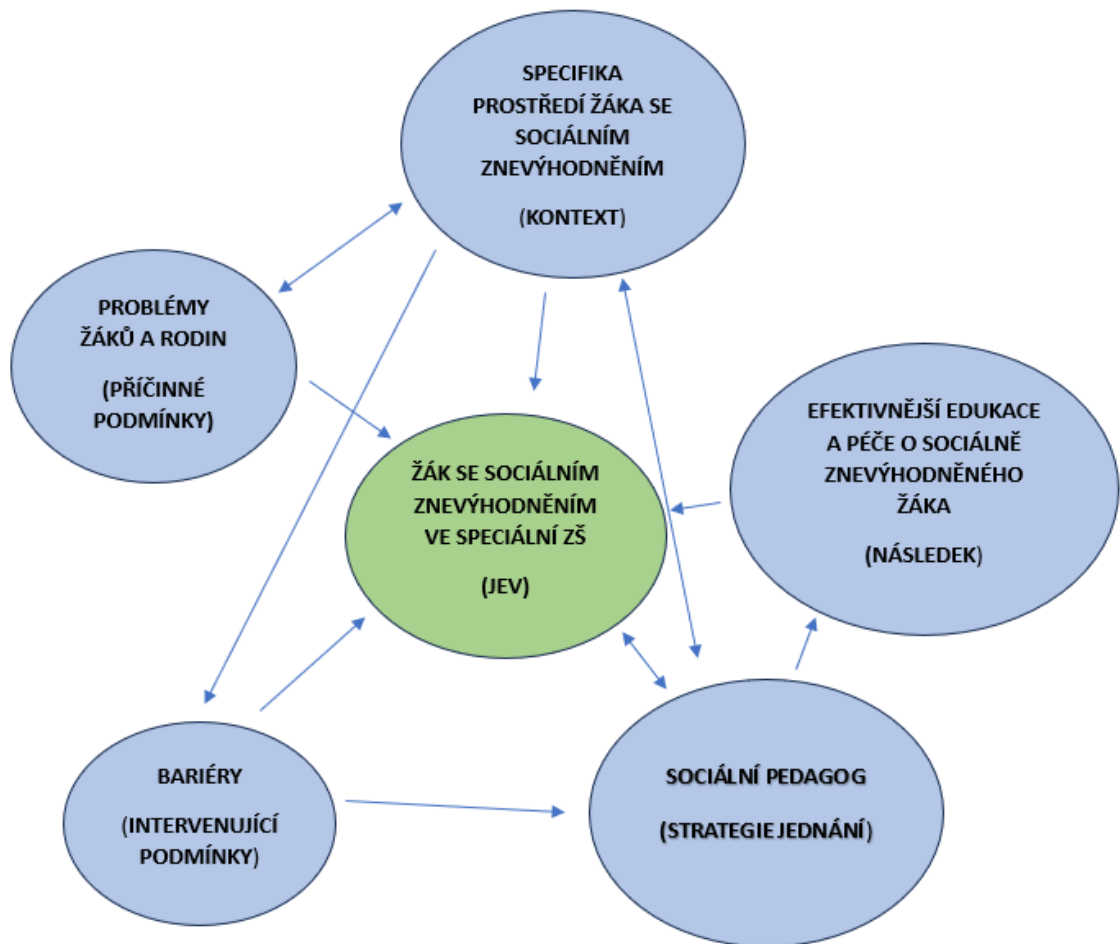 SPECIFIKA
PROSTŘEDÍ ŽÁKA SE
SOCIÁLNÍM
ZNEVÝHODNĚNÍM
(KONTEXT)
PROBLÉMY
ŽÁKŮ A RODIN
(PŘÍČINNÉ
PODMÍNKY)
EFEKTIVNĚJŠÍ EDUKACE
A PÉČE O SOCIÁLNĚ
ZNEVÝHODNĚNÉHO
ŽÁKA
(NÁSLEDEK)
ŽÁK SE SOCIÁLNÍM
ZNEVÝHODNĚNÍM
VE SPECIÁLNÍ ZŠ
(JEV)
BARIÉRY
(INTERVENUJÍCÍ
PODMÍNKY)
SOCIÁLNÍ PEDAGOG
(STRATEGIE JEDNÁNÍ)